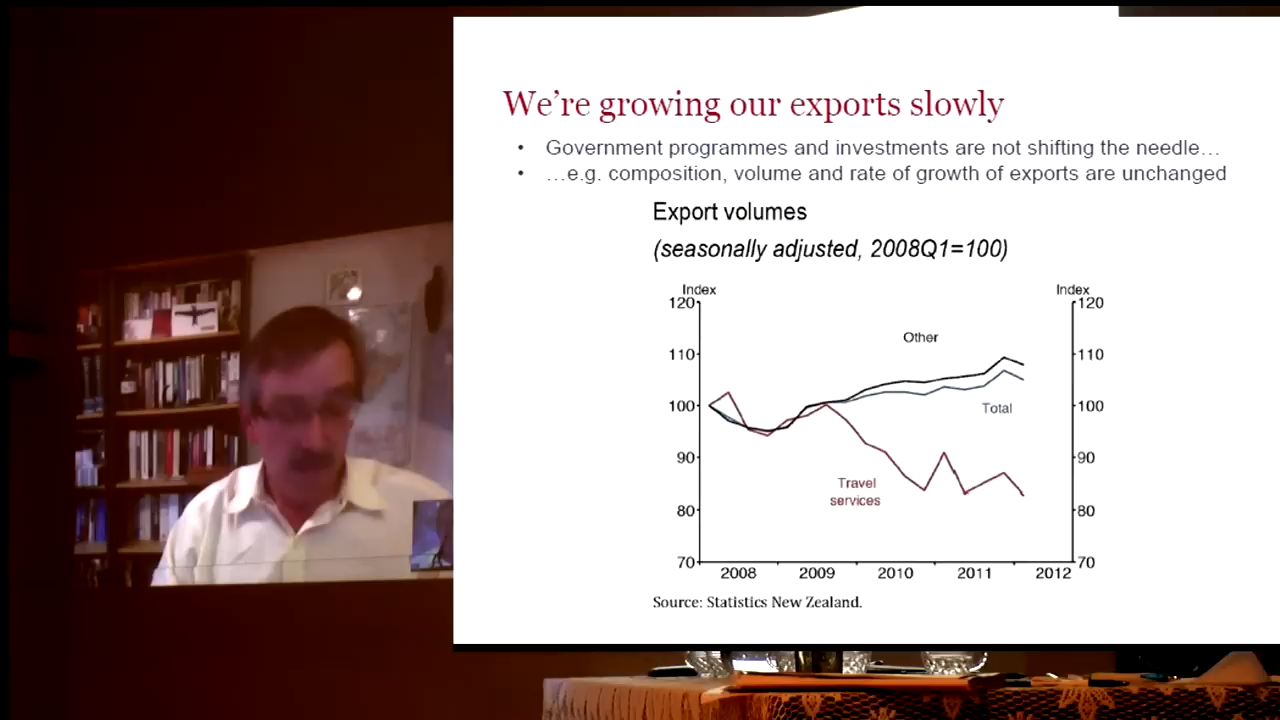 We're growing our exports slowly
• Government programmes and investments are not shifting the needle…
• …e.g. composition, volume and rate of growth of exports are unchanged
Export volumes
(seasonally adjusted, 2008Q1=100)
Index Index
120 120
Other
110 110
100 100
Total
90 90
Travel
services
80 80
70 70
2008 2009 2010 2011 2012
Source: Statistics New Zealand.